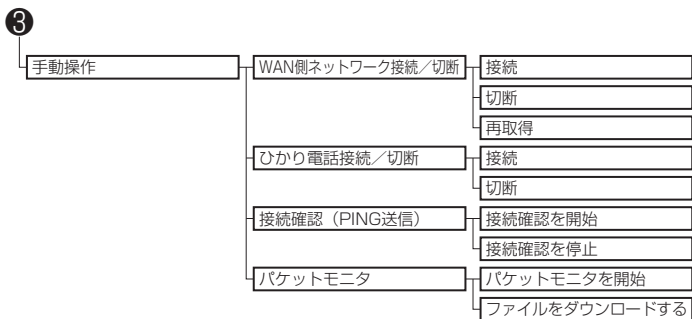 ❸
手動操作
WAN側ネットワーク接続／切断
接続
切断
再取得
ひかり電話接続／切断
接続
切断
接続確認（PING送信）
接続確認を開始
接続確認を停止
パケットモニタ
パケットモニタを開始
ファイルをダウンロードする